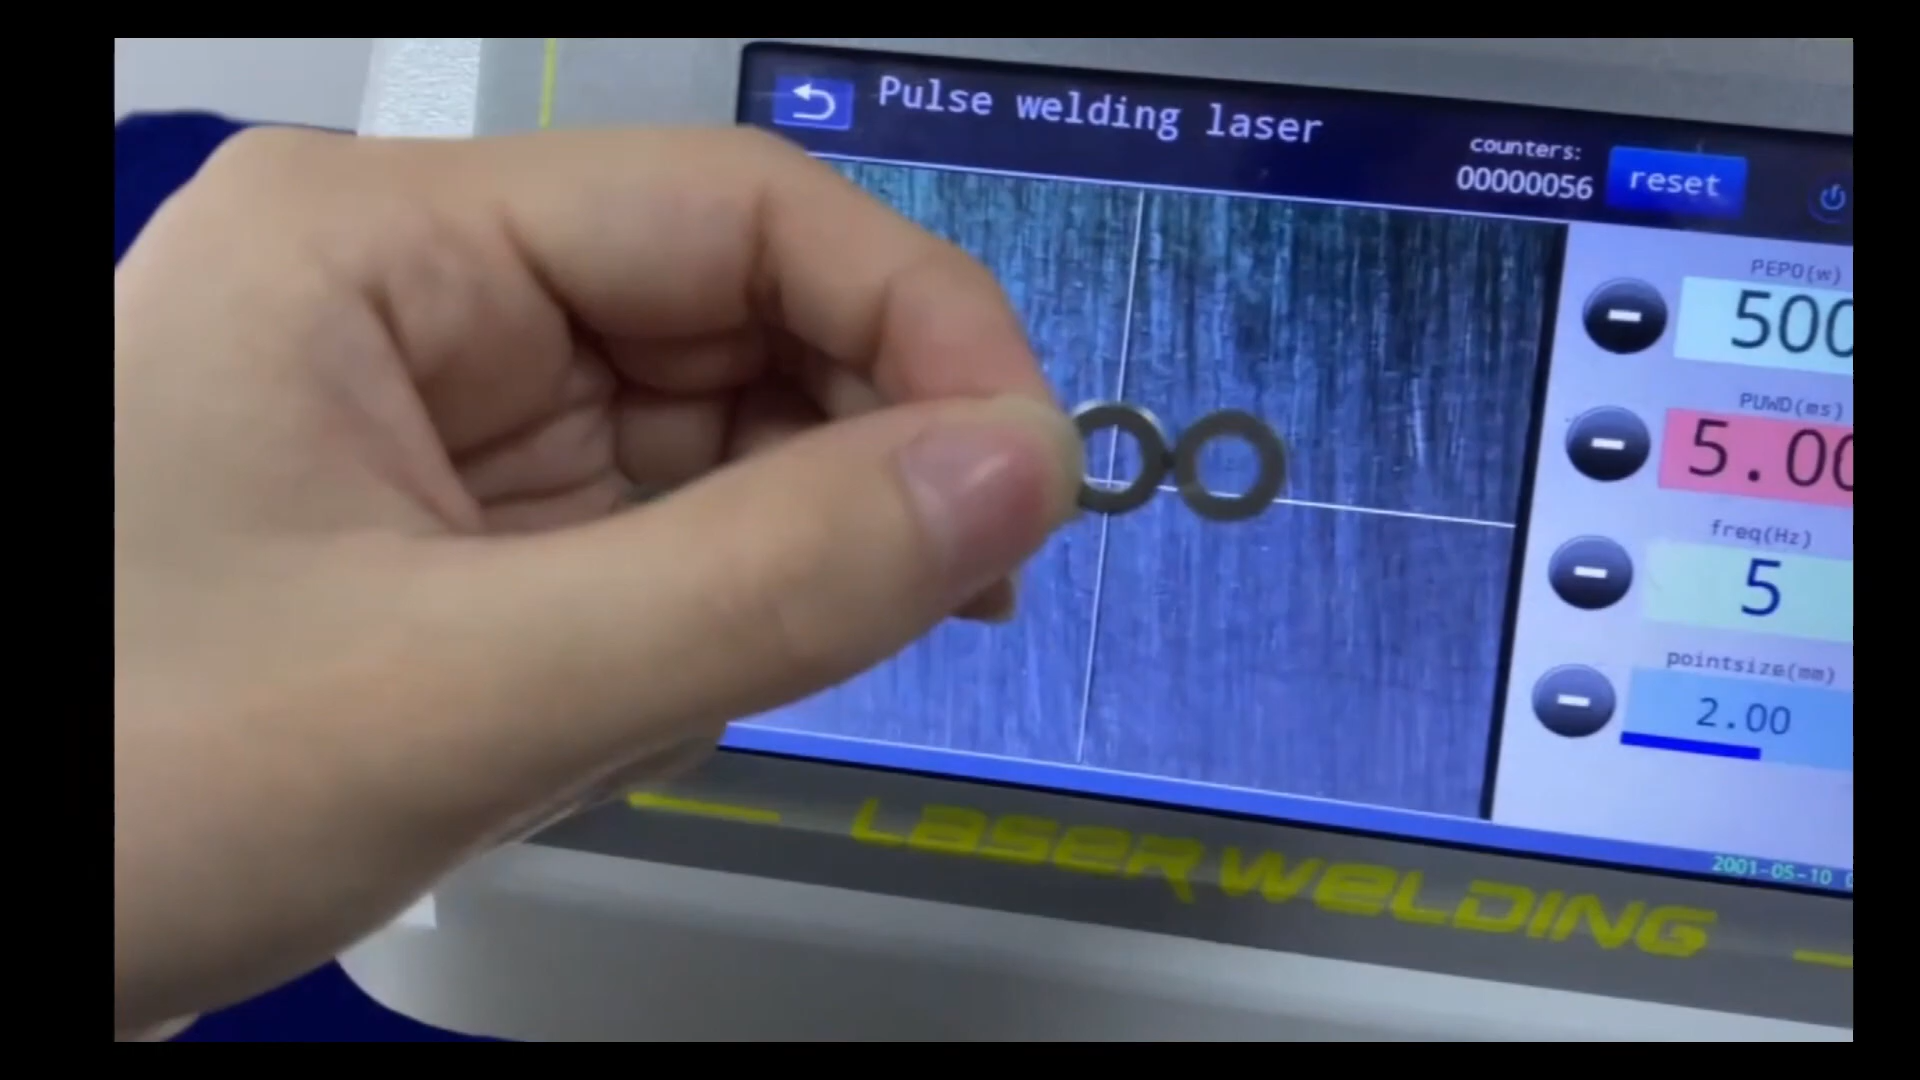 Pulse welding laser
counters:
00000056
reset
PEPO(w)
500
PUWD(ms)
5.00
freq(Hz)
5
pointsize(mm)
2.00
2001-05-10
LASER WELDING